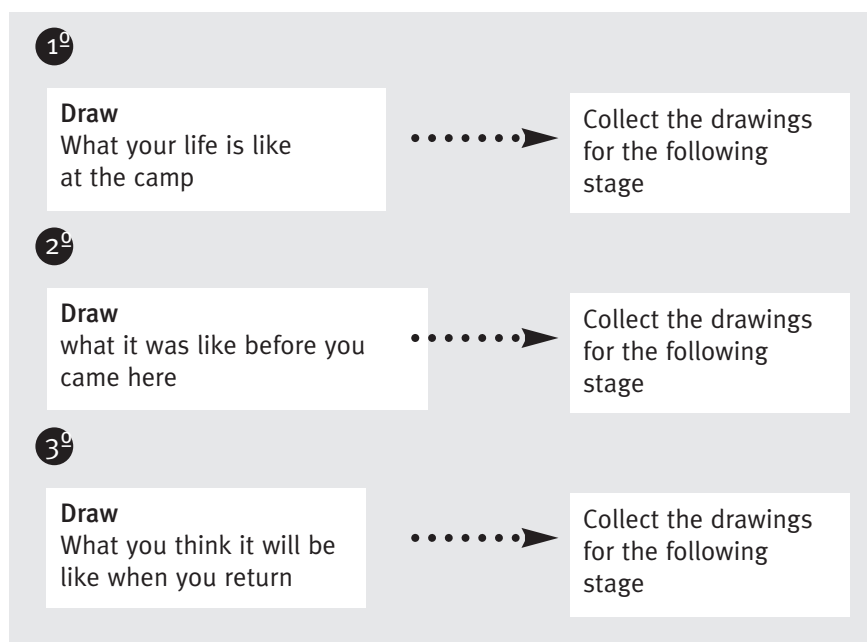 1º
Draw
What your life is like
at the camp
Collect the drawings
for the following
stage
2º
Draw
what it was like before you
came here
Collect the drawings
for the following
stage
3º
Draw
What you think it will be
like when you return
Collect the drawings
for the following
stage